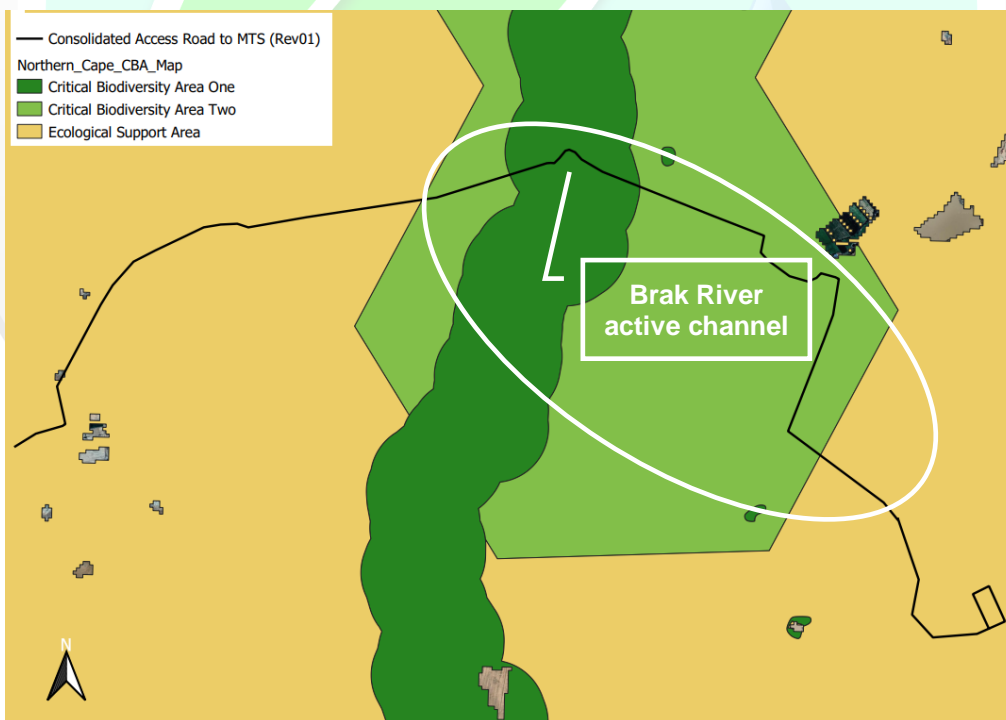 Consolidated Access Road to MTS (Rev01)
Northern_Cape_CBA_Map
Critical Biodiversity Area One
Critical Biodiversity Area Two
Ecological Support Area
Brak River
active channel
N